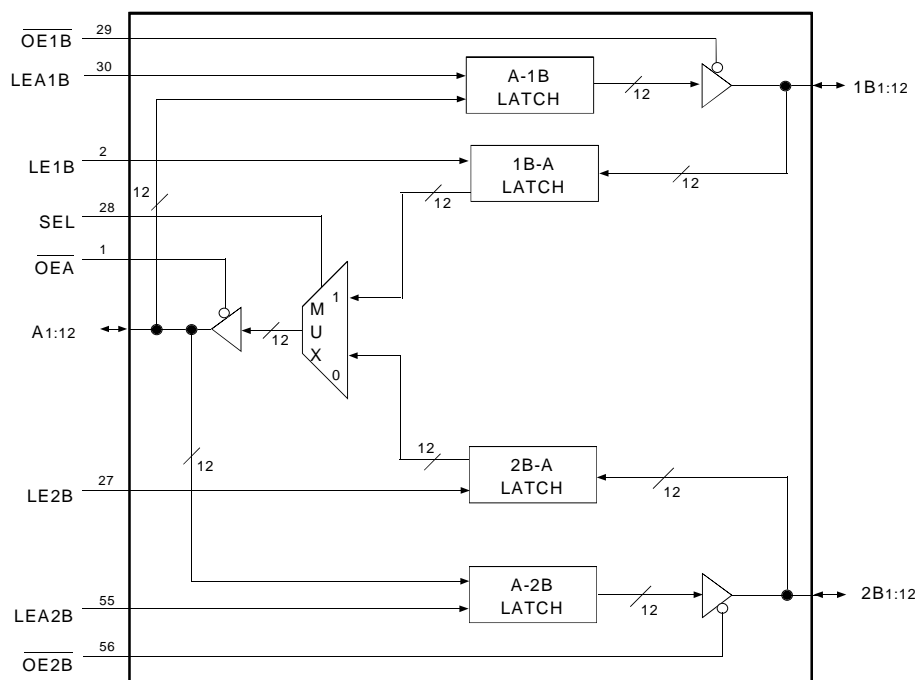 OE1B 29
LEA1B 30
A-1B
LATCH
12
1B1:12
LE1B 2
1B-A
LATCH
12
12
12
SEL 28
OEA 1
1
M
U
X
0
A1:12
12
12
12
2B-A
LATCH
12
LE2B 27
A-2B
LATCH
12
2B1:12
LEA2B 55
OE2B 56